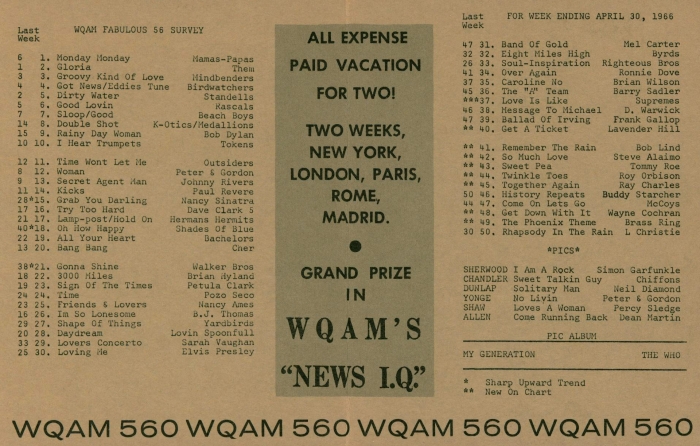 Last
Week
WQAM FABULOUS 56 SURVEY
6 1. Monday Monday Mamas-Papas
1 2. Gloria Them
3 3. Groovy Kind Of Love Mindbenders
4 4. Got News/Eddies Tune Birdwatchers
2 5. Dirty Water Standells
5 6. Good Lovin Rascals
7 7. Sloop/Good Beach Boys
14 8. Double Shot K-Otics/Medallions
15 9. Rainy Day Woman Bob Dylan
10 10. I Hear Trumpets Tokens
12 11. Time Wont Let Me Outsiders
8 12. Woman Peter & Gordon
9 13. Secret Agent Man Johnny Rivers
11 14. Kicks Paul Revere
28*15. Grab You Darling Nancy Sinatra
17 16. Try Too Hard Dave Clark 5
21 17. Lamp-post/Hold On Hermans Hermits
40*18. Oh How Happy Shades Of Blue
22 19. All Your Heart Bachelors
13 20. Bang Bang Cher
38*21. Gonna Shine Walker Bros
18 22. 3000 Miles Brian Hyland
19 23. Sign Of The Times Petula Clark
24 24. Time Pozo Seco
23 25. Friends & Lovers Nancy Ames
16 26. Im So Lonesome B.J. Thomas
29 27. Shape Of Things Yardbirds
20 28. Daydream Lovin Spoonfull
33 29. Lovers Concerto Sarah Vaughan
25 30. Loving Me Elvis Presley
ALL EXPENSE
PAID VACATION
FOR TWO!
TWO WEEKS,
NEW YORK,
LONDON, PARIS,
ROME,
MADRID.
GRAND PRIZE
IN
WQAM'S
"NEWS I.Q."
Last
Week
FOR WEEK ENDING APRIL 30, 1966
47 31. Band Of Gold Mel Carter
32 32. Eight Miles High Byrds
26 33. Soul-Inspiration Righteous Bros
41 34. Over Again Ronnie Dove
37 35. Caroline No Brian Wilson
45 36. The "A" Team Barry Sadler
***37. Love Is Like Supremes
46 38. Message To Michael D. Warwick
47 39. Ballad Of Irving Frank Gallop
** 40. Get A Ticket Lavender Hill
** 41. Remember The Rain Bob Lind
** 42. So Much Love Steve Alaimo
** 43. Sweet Pea Tommy Roe
** 44. Twinkle Toes Roy Orbison
** 45. Together Again Ray Charles
50 46. History Repeats Buddy Starcher
44 47. Come On Lets Go McCoys
** 48. Get Down With It Wayne Cochran
** 49. The Phoenix Theme Brass Ring
30 50. Rhapsody In The Rain L Christie
*PICS*
SHERWOOD I Am A Rock Simon Garfunkle
CHANDLER Sweet Talkin Guy Chiffons
DUNLAP Solitary Man Neil Diamond
YONGE No Livin Peter & Gordon
SHAW Loves A Woman Percy Sledge
ALLEN Come Running Back Dean Martin
PIC ALBUM
MY GENERATION THE WHO
* Sharp Upward Trend
** New On Chart
WQAM 560 WQAM 560 WQAM 560 WQAM 560